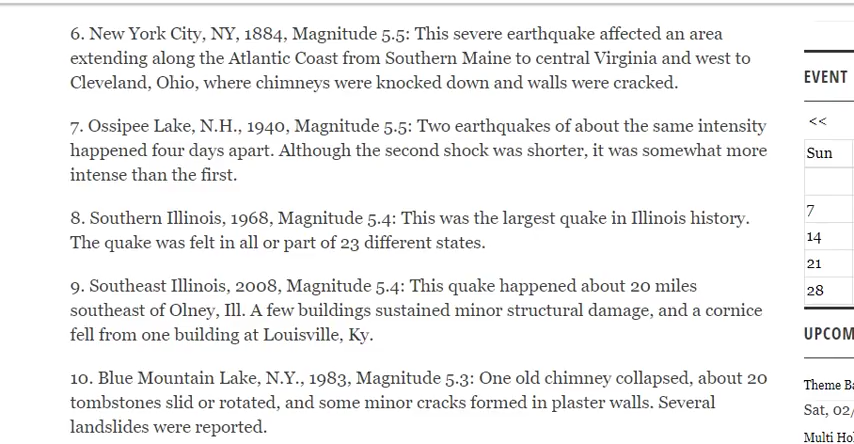 6. New York City, NY, 1884, Magnitude 5.5: This severe earthquake affected an area
extending along the Atlantic Coast from Southern Maine to central Virginia and west to
Cleveland, Ohio, where chimneys were knocked down and walls were cracked.
7. Ossipee Lake, N.H., 1940, Magnitude 5.5: Two earthquakes of about the same intensity
happened four days apart. Although the second shock was shorter, it was somewhat more
intense than the first.
8. Southern Illinois, 1968, Magnitude 5.4: This was the largest quake in Illinois history.
The quake was felt in all or part of 23 different states.
9. Southeast Illinois, 2008, Magnitude 5.4: This quake happened about 20 miles
southeast of Olney, Ill. A few buildings sustained minor structural damage, and a cornice
fell from one building at Louisville, Ky.
10. Blue Mountain Lake, N.Y., 1983, Magnitude 5.3: One old chimney collapsed, about 20
tombstones slid or rotated, and some minor cracks formed in plaster walls. Several
landslides were reported.
EVENT
<<
Sun
7
14
21
28
UPCOM
Theme Ba
Sat, 02/
Multi Hol